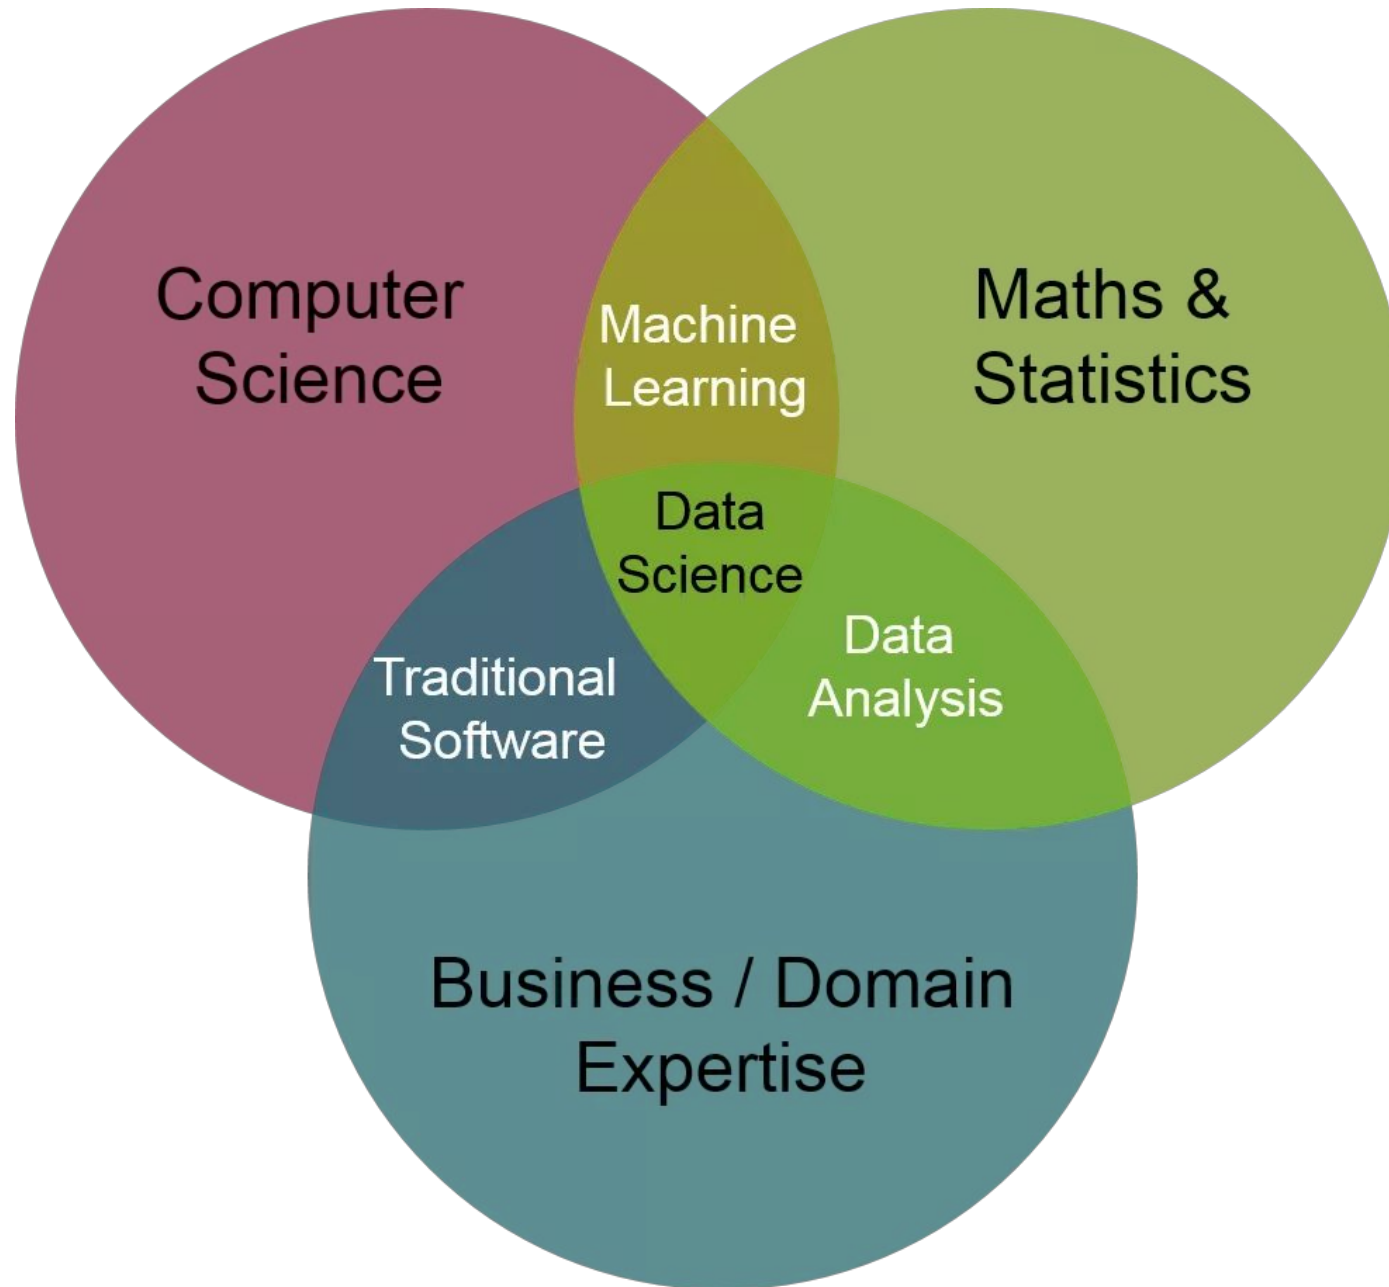 Computer
Science
Maths &
Statistics
Machine
Learning
Data
Science
Traditional
Software
Data
Analysis
Business / Domain
Expertise